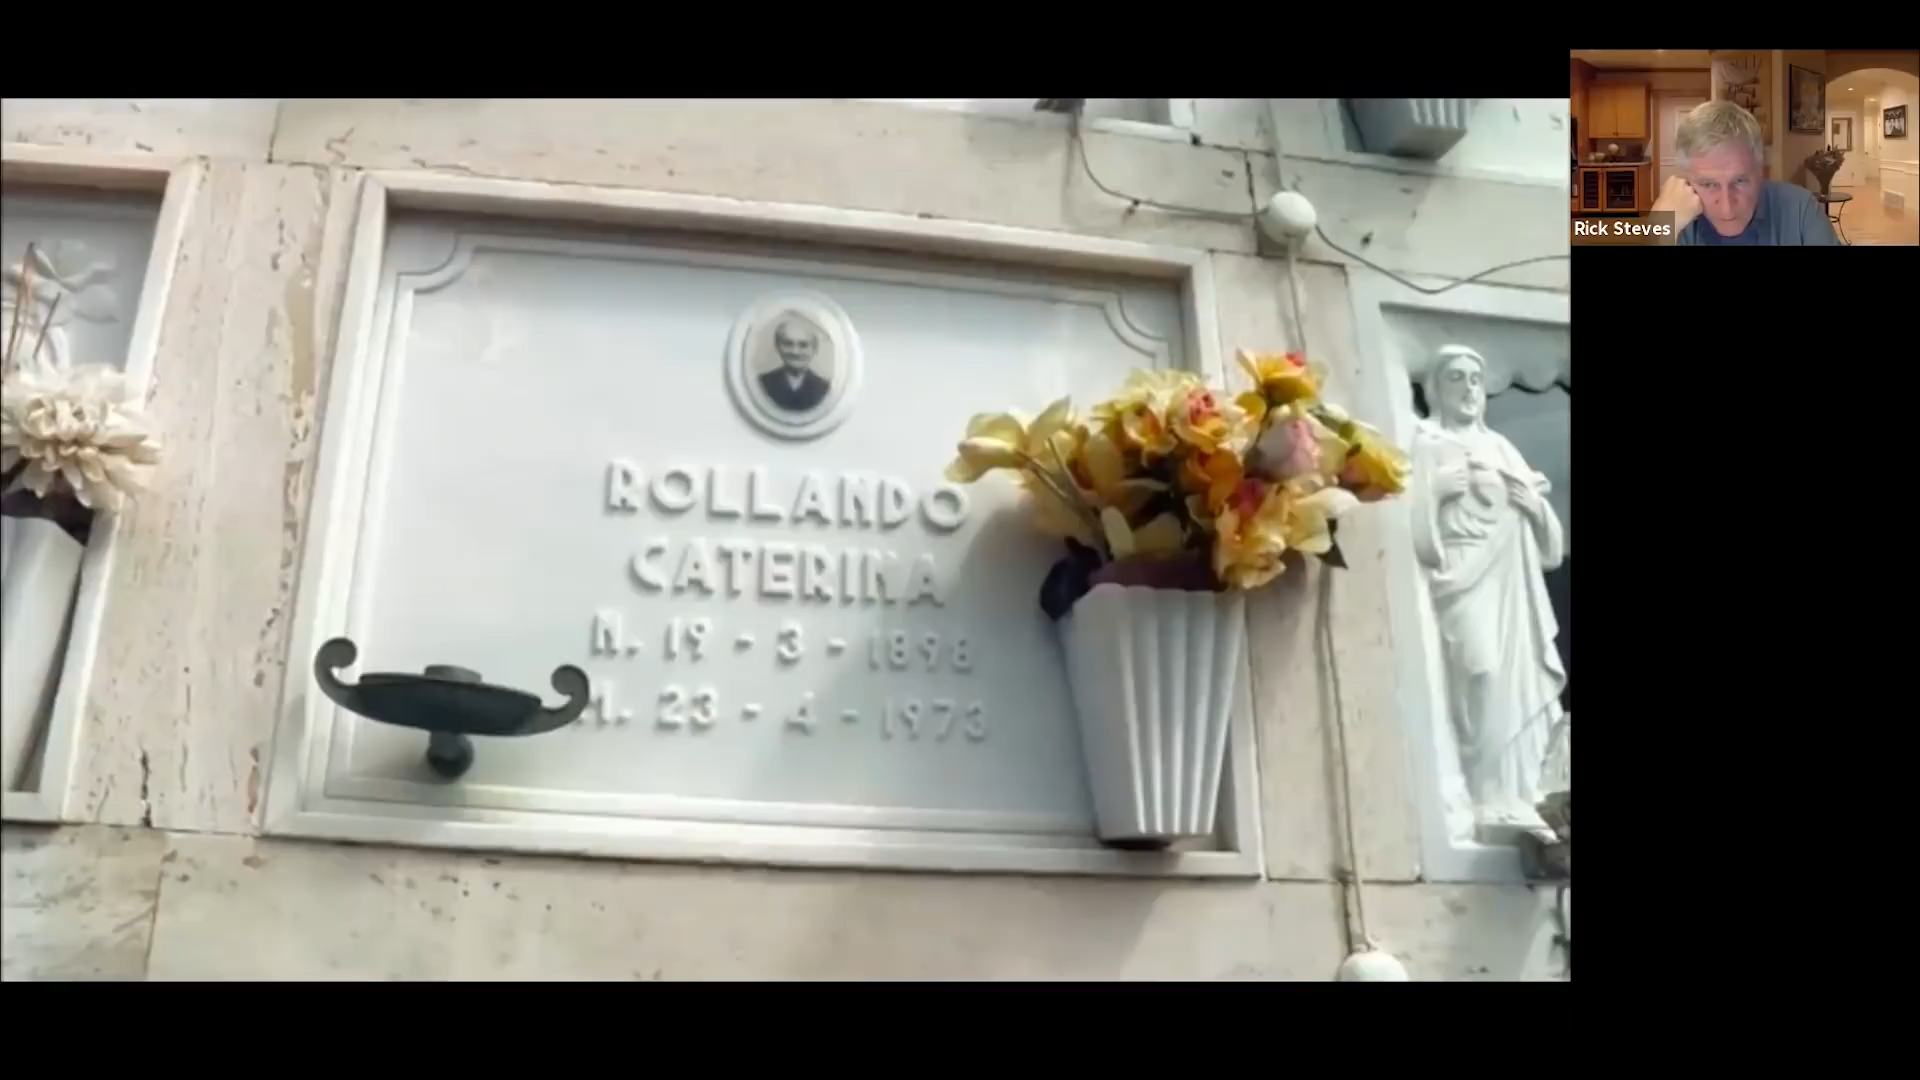 ROLLANDO
CATERINA
N. 19 - 3 - 1898
M. 23 - 4 - 1973
Rick Steves